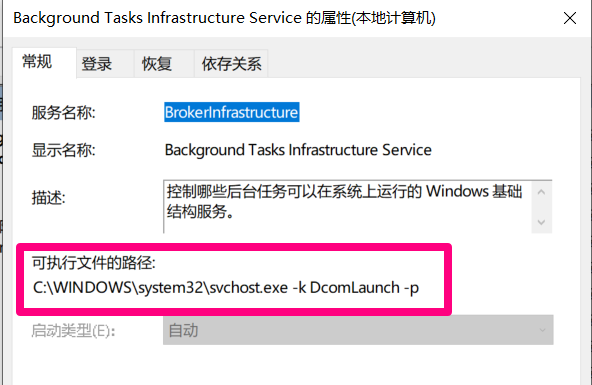 Background Tasks Infrastructure Service 的属性(本地计算机)
常规 登录 恢复 依存关系
服务名称: BrokerInfrastructure
显示名称: Background Tasks Infrastructure Service
描述: 控制哪些后台任务可以在系统上运行的 Windows 基础
结构服务。
可执行文件的路径:
C:\WINDOWS\system32\svchost.exe -k DcomLaunch -p
启动类型(E): 自动